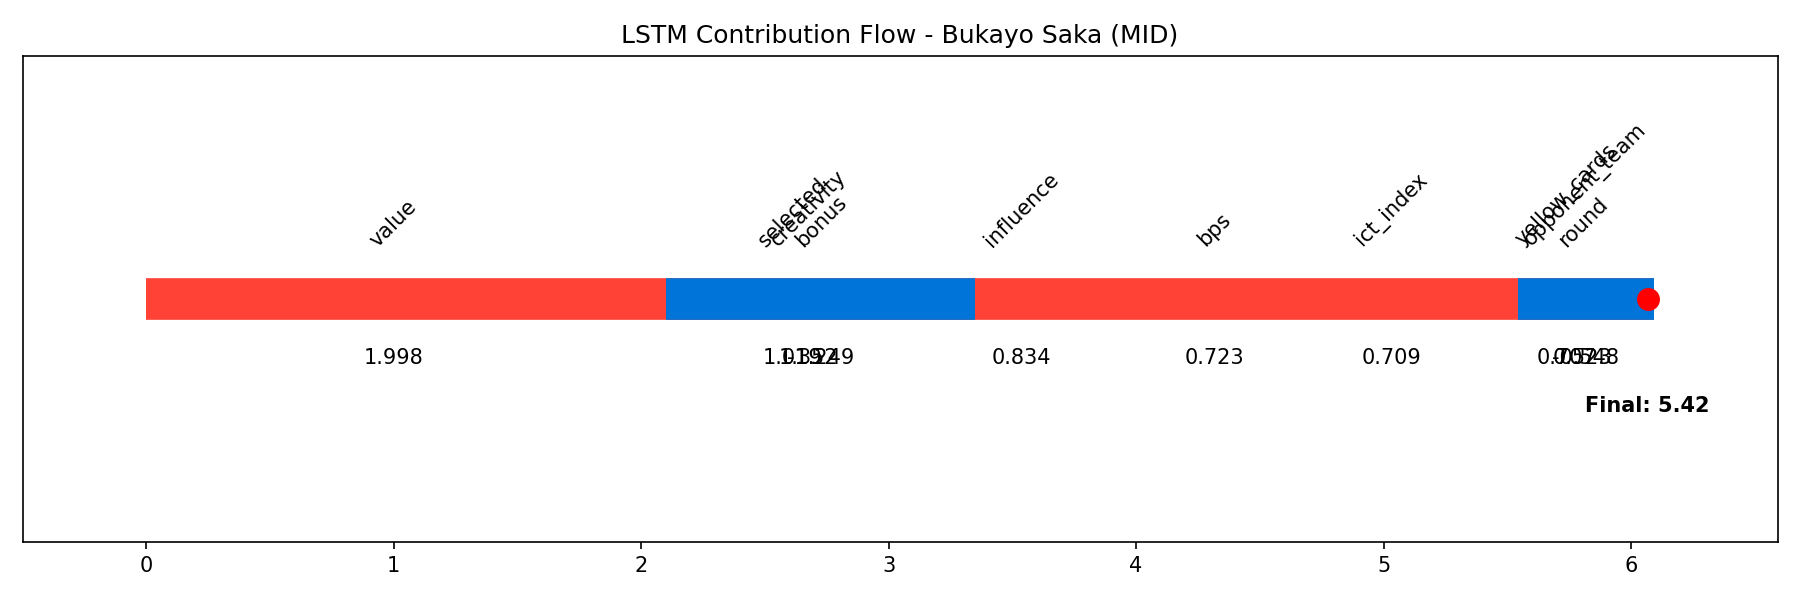 LSTM Contribution Flow - Bukayo Saka (MID)
value
selected
creativity
bonus
influence
bps
ict_index
yellow_cards
opponent_team
round
1.998
0.834
0.723
0.709
Final: 5.42
0 1 2 3 4 5 6